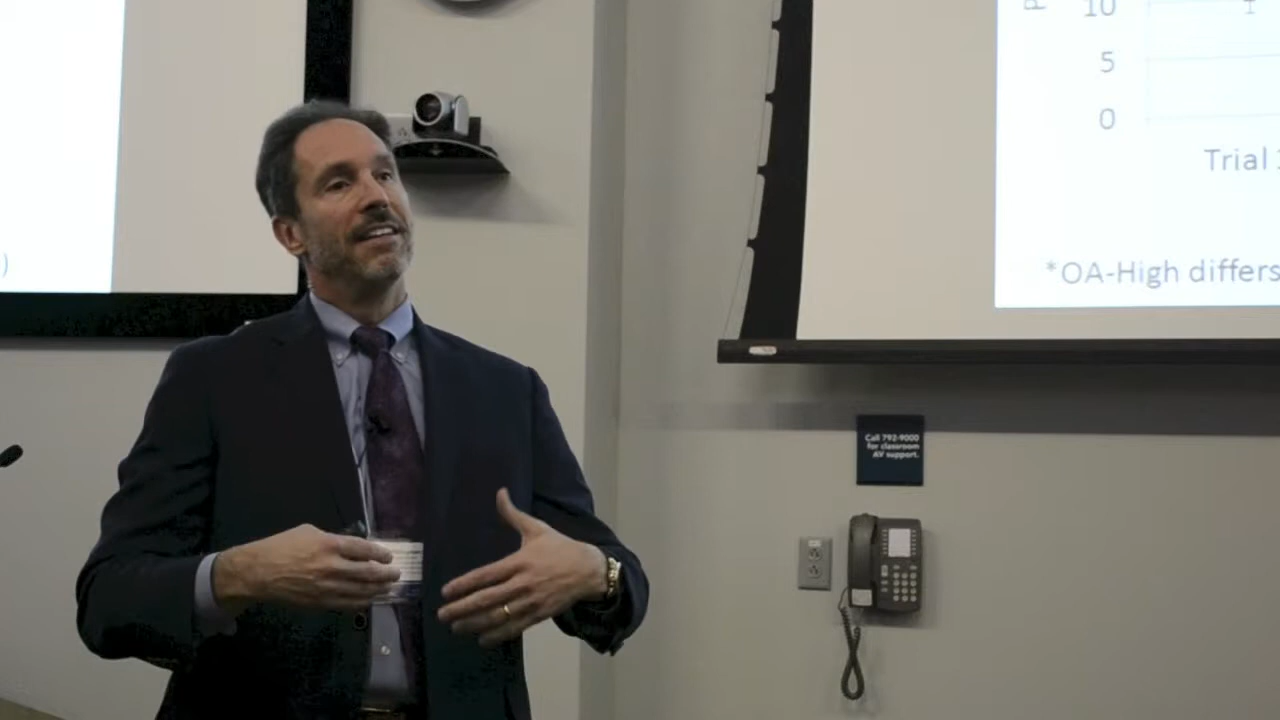 )
10
5
0
Trial
*OA-High differs
Call 792-9000
for classroom
AV support.